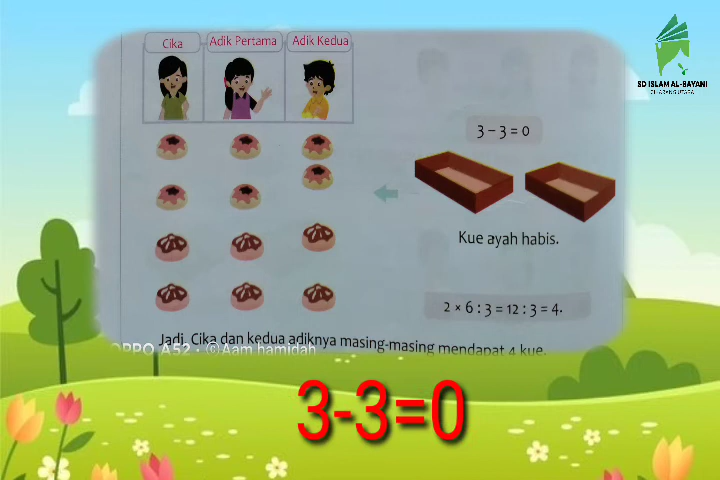 Cika
Adik Pertama
Adik Kedua
SD ISLAM AL-BAYANI
CIKARANG UTARA
3 – 3 = 0
Kue ayah habis.
2 × 6 : 3 = 12 : 3 = 4.
Jadi, Cika dan kedua adiknya masing-masing mendapat 4 kue.
OPPO A52 · ©Aam hamidah
3-3=0